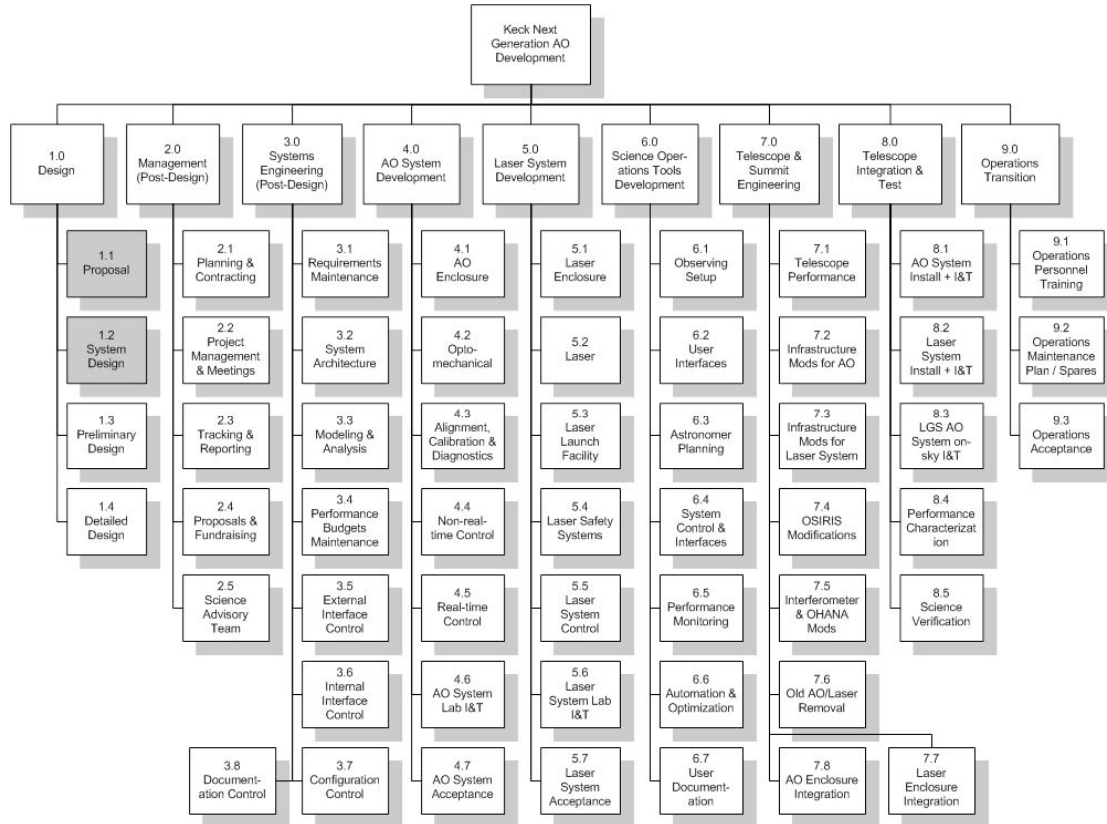 Keck Next
Generation AO
Development
1.0
Design
2.0
Management
(Post-Design)
3.0
Systems
Engineering
(Post-Design)
4.0
AO System
Development
5.0
Laser System
Development
6.0
Science Oper-
ations Tools
Development
7.0
Telescope &
Summit
Engineering
8.0
Telescope
Integration &
Test
9.0
Operations
Transition
1.1
Proposal
1.2
System
Design
1.3
Preliminary
Design
1.4
Detailed
Design
2.1
Planning &
Contracting
2.2
Project
Management
& Meetings
2.3
Tracking &
Reporting
2.4
Proposals &
Fundraising
2.5
Science
Advisory
Team
3.1
Requirements
Maintenance
3.2
System
Architecture
3.3
Modeling &
Analysis
3.4
Performance
Budgets
Maintenance
3.5
External
Interface
Control
3.6
Internal
Interface
Control
3.7
Configuration
Control
3.8
Document-
ation Control
4.1
AO
Enclosure
4.2
Opto-
mechanical
4.3
Alignment,
Calibration &
Diagnostics
4.4
Non-real-
time Control
4.5
Real-time
Control
4.6
AO System
Lab I&T
4.7
AO System
Acceptance
5.1
Laser
Enclosure
5.2
Laser
5.3
Laser
Launch
Facility
5.4
Laser Safety
Systems
5.5
Laser
System
Control
5.6
Laser
System Lab
I&T
5.7
Laser
System
Acceptance
6.1
Observing
Setup
6.2
User
Interfaces
6.3
Astronomer
Planning
6.4
System
Control &
Interfaces
6.5
Performance
Monitoring
6.6
Automation &
Optimization
6.7
User
Document-
ation
7.1
Telescope
Performance
7.2
Infrastructure
Mods for AO
7.3
Infrastructure
Mods for
Laser System
7.4
OSIRIS
Modifications
7.5
Interferometer
& OHANA
Mods
7.6
Old AO/Laser
Removal
7.8
AO Enclosure
Integration
7.7
Laser
Enclosure
Integration
8.1
AO System
Install + I&T
8.2
Laser
System
Install + I&T
8.3
LGS AO
System on-
sky I&T
8.4
Performance
Characteriza
tion
8.5
Science
Verification
9.1
Operations
Personnel
Training
9.2
Operations
Maintenance
Plan / Spares
9.3
Operations
Acceptance